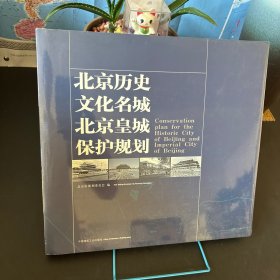 北京历史
文化名城
北京皇城
保护规划
Conservation
plan for the
Historic City
of Beijing and
Imperial City
of Beijing